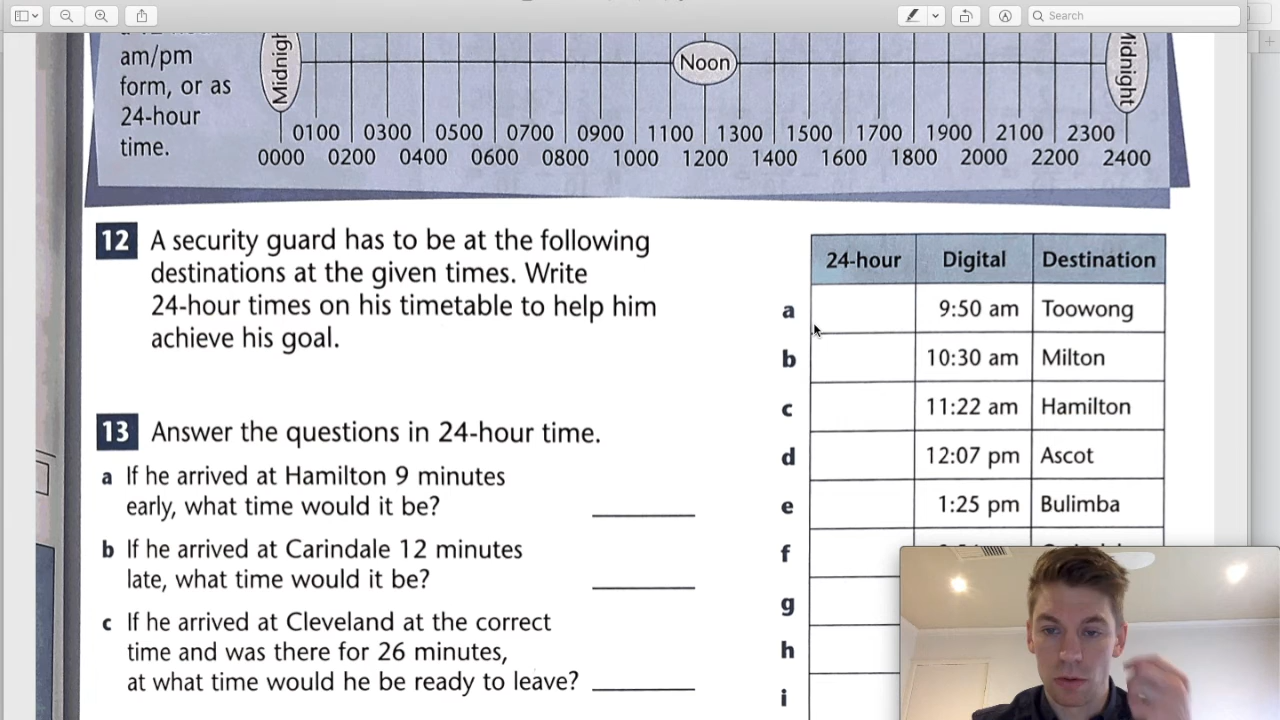 Search
am/pm
form, or as
24-hour
time.
Midnight
Noon
Midnight
0100 0300 0500 0700 0900 1100 1300 1500 1700 1900 2100 2300
0000 0200 0400 0600 0800 1000 1200 1400 1600 1800 2000 2200 2400
12 A security guard has to be at the following
destinations at the given times. Write
24-hour times on his timetable to help him
achieve his goal.
13 Answer the questions in 24-hour time.
a If he arrived at Hamilton 9 minutes
early, what time would it be?
b If he arrived at Carindale 12 minutes
late, what time would it be?
c If he arrived at Cleveland at the correct
time and was there for 26 minutes,
at what time would he be ready to leave?
24-hour Digital Destination
a 9:50 am Toowong
b 10:30 am Milton
c 11:22 am Hamilton
d 12:07 pm Ascot
e 1:25 pm Bulimba
f
g
h
i